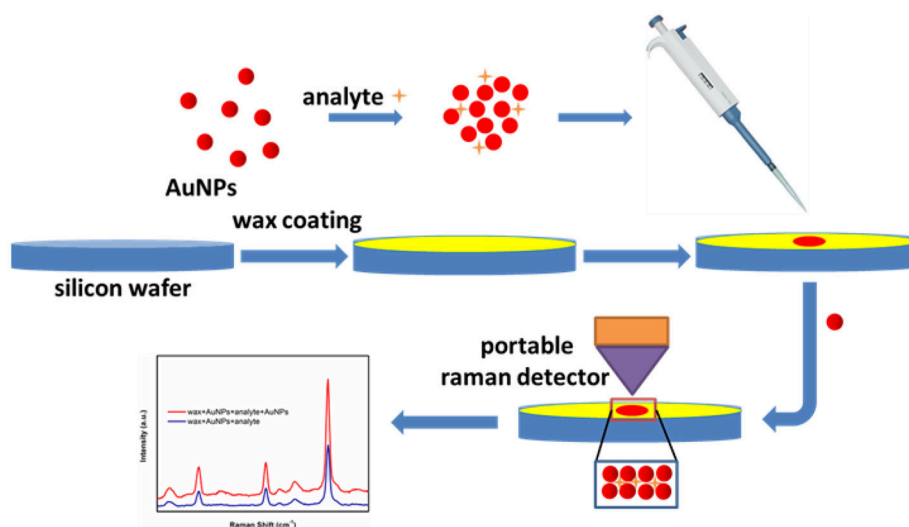 analyte
AuNPs
wax coating
silicon wafer
portable
raman detector
wax+AuNPs+analyte+AuNPs
wax+AuNPs+analyte
Intensity (a.u.)
Raman Shift (cm⁻¹)